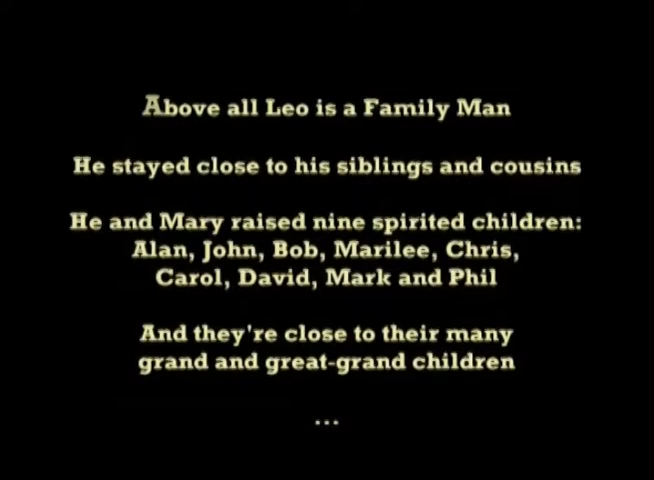 Above all Leo is a Family Man
He stayed close to his siblings and cousins
He and Mary raised nine spirited children:
Alan, John, Bob, Marilee, Chris,
Carol, David, Mark and Phil
And they're close to their many
grand and great-grand children
...